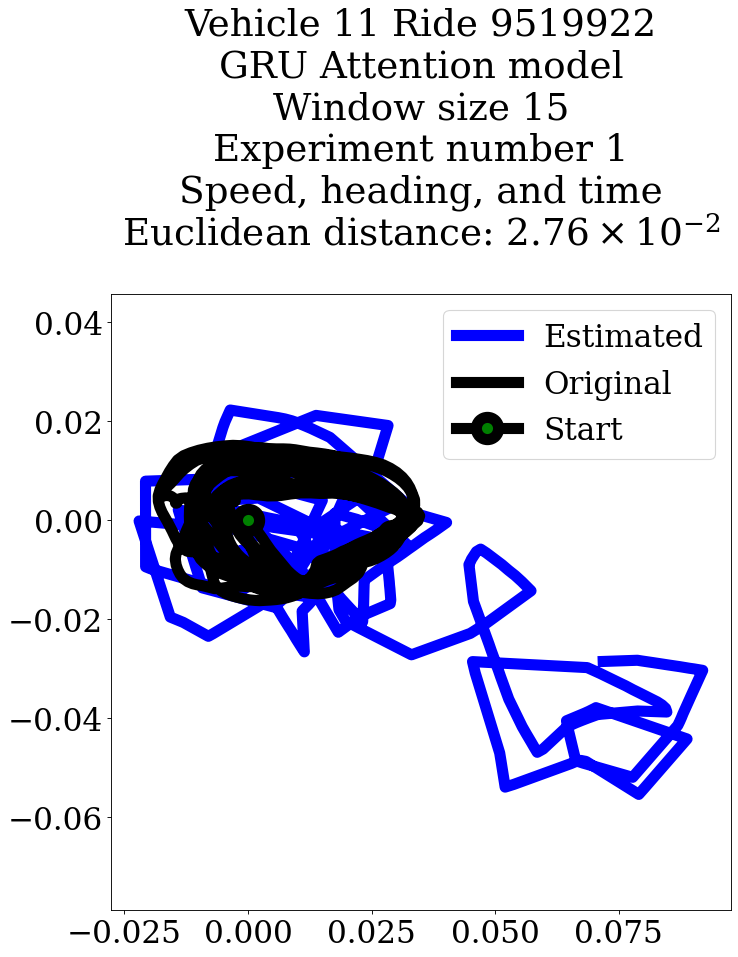 Vehicle 11 Ride 9519922
GRU Attention model
Window size 15
Experiment number 1
Speed, heading, and time
Euclidean distance: 2.76 × 10⁻²
0.04
0.02
0.00
−0.02
−0.04
−0.06
Estimated
Original
Start
−0.025 0.000 0.025 0.050 0.075